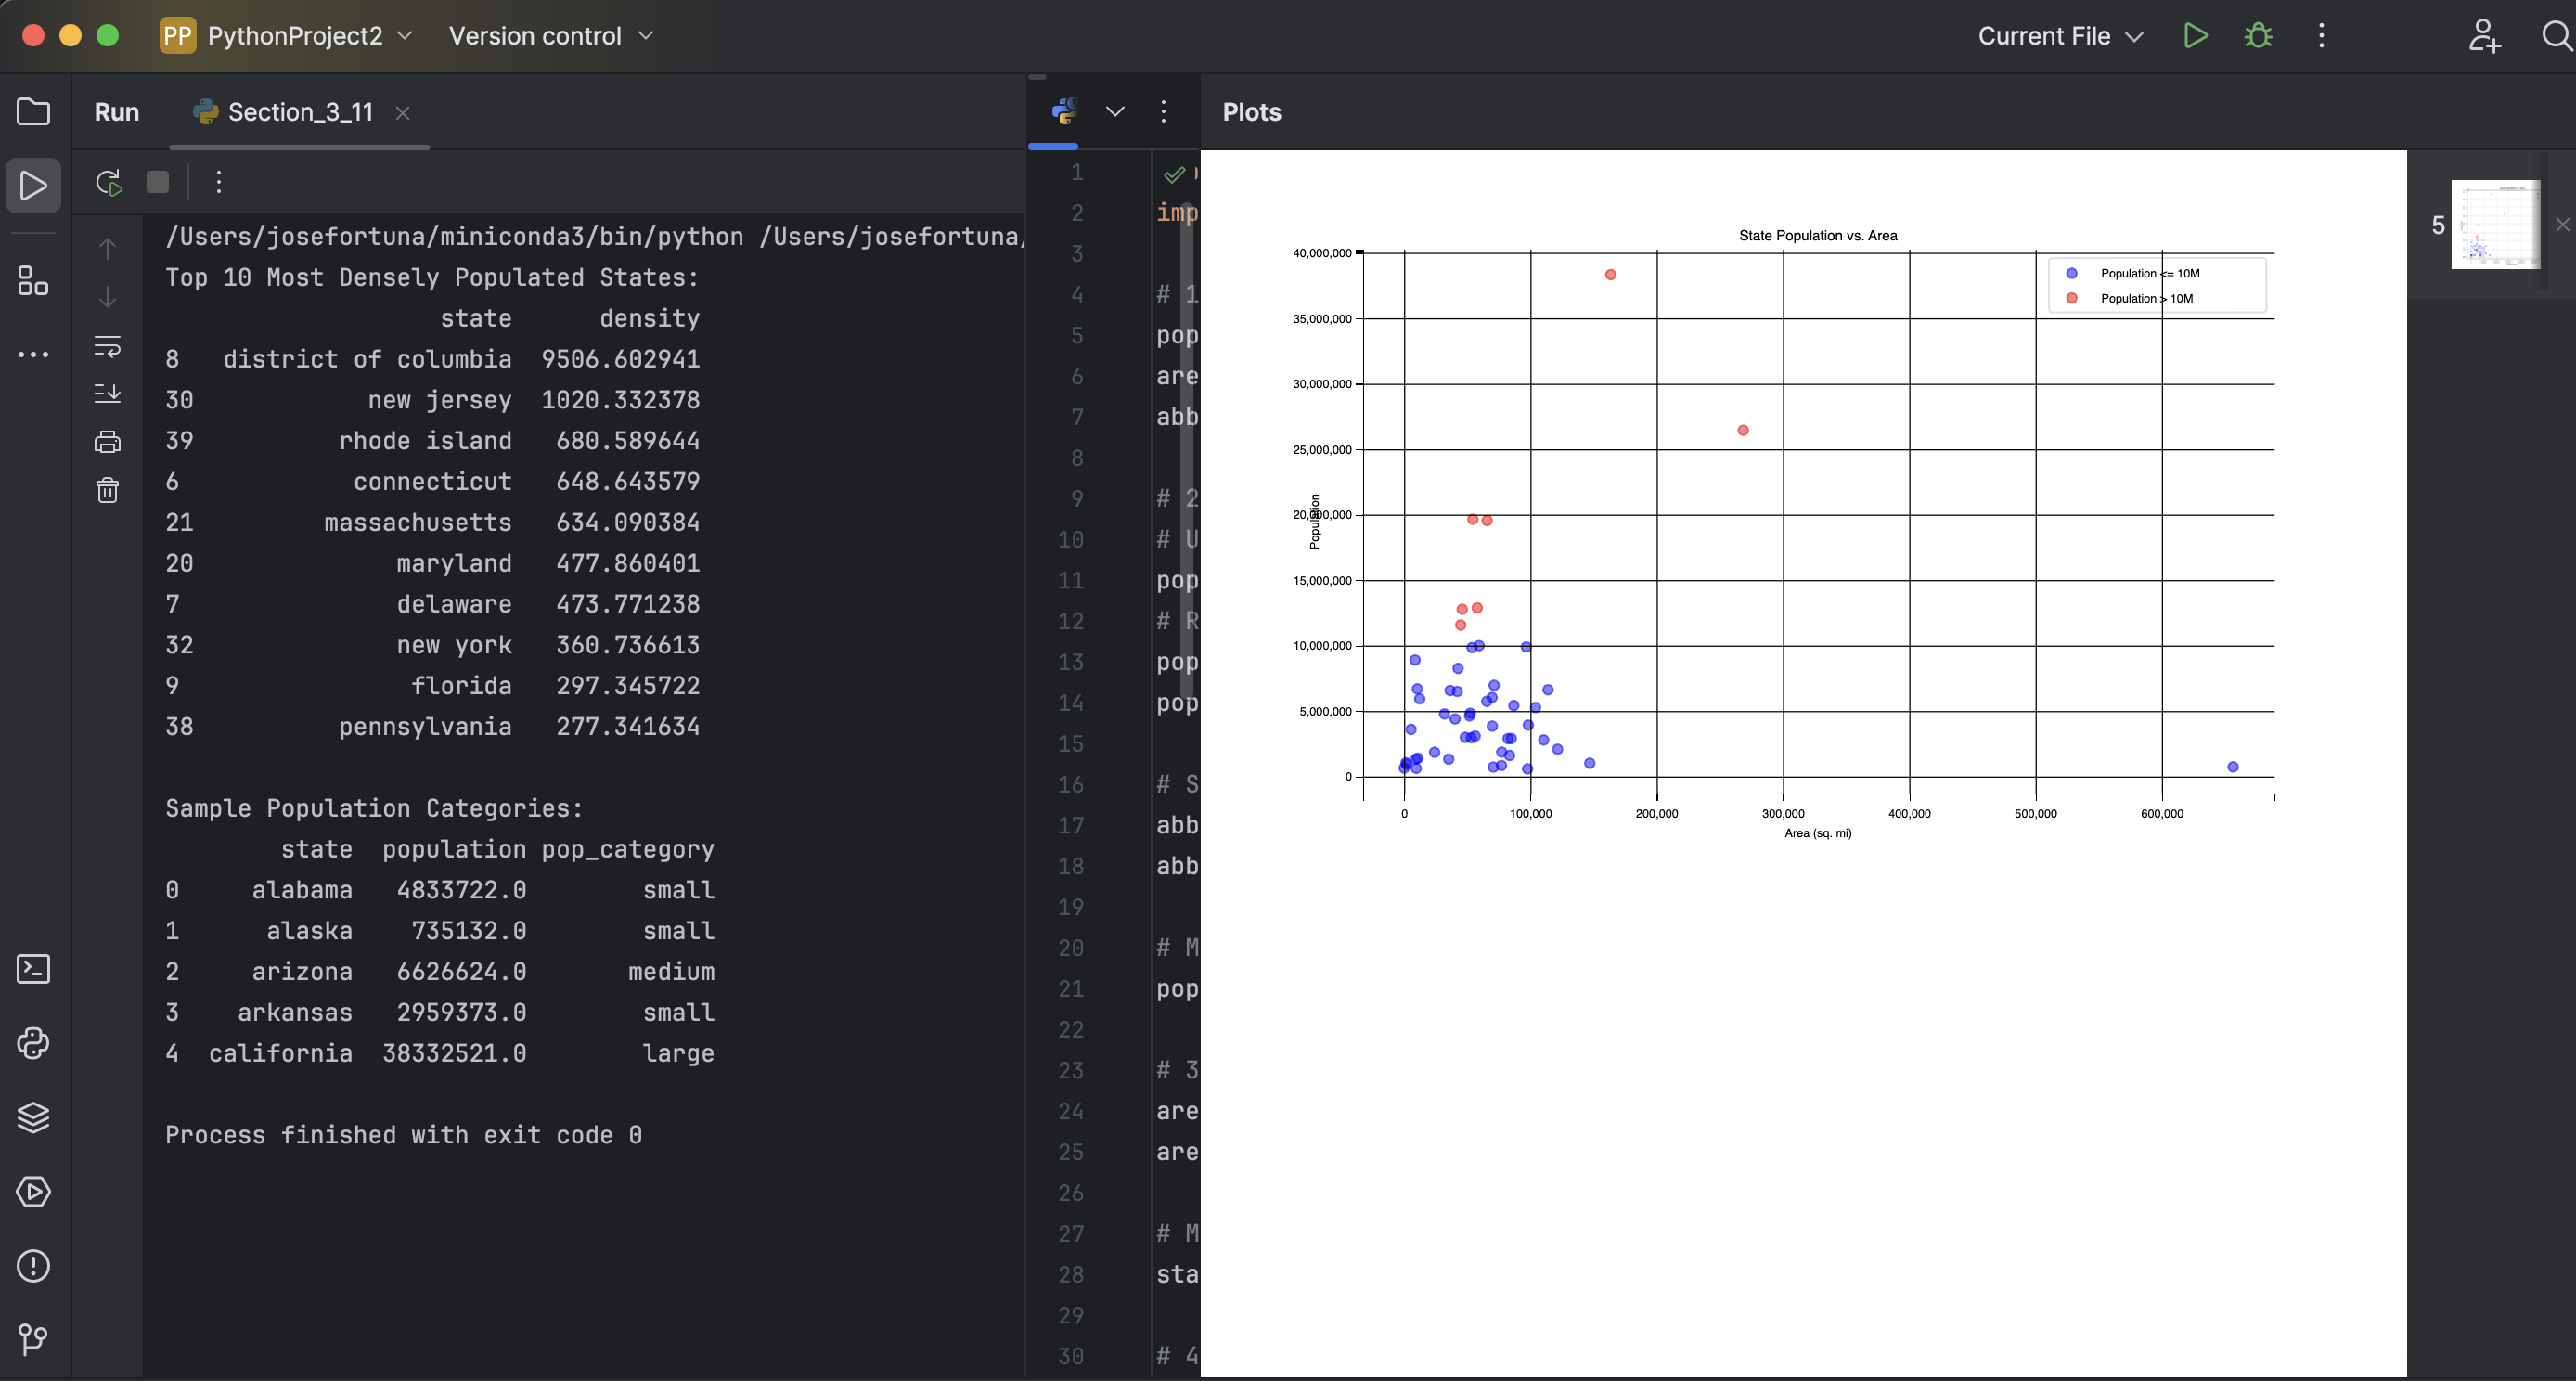 PP PythonProject2 Version control Current File
Run Section_3_11 Plots
/Users/josefortuna/miniconda3/bin/python /Users/josefortuna/
Top 10 Most Densely Populated States:
state density
8 district of columbia 9506.602941
30 new jersey 1020.332378
39 rhode island 680.589644
6 connecticut 648.643579
21 massachusetts 634.090384
20 maryland 477.860401
7 delaware 473.771238
32 new york 360.736613
9 florida 297.345722
38 pennsylvania 277.341634
Sample Population Categories:
state population pop_category
0 alabama 4833722.0 small
1 alaska 735132.0 small
2 arizona 6626624.0 medium
3 arkansas 2959373.0 small
4 california 38332521.0 large
Process finished with exit code 0
1
2 imp
3
4 # 1
5 pop
6 are
7 abb
8
9 # 2
10 # U
11 pop
12 # R
13 pop
14 pop
15
16 # S
17 abb
18 abb
19
20 # M
21 pop
22
23 # 3
24 are
25 are
26
27 # M
28 sta
29
30 # 4
State Population vs. Area
Population <= 10M
Population > 10M
40,000,000
35,000,000
30,000,000
25,000,000
20,000,000
15,000,000
10,000,000
5,000,000
0
Population
0 100,000 200,000 300,000 400,000 500,000 600,000
Area (sq. mi)
5